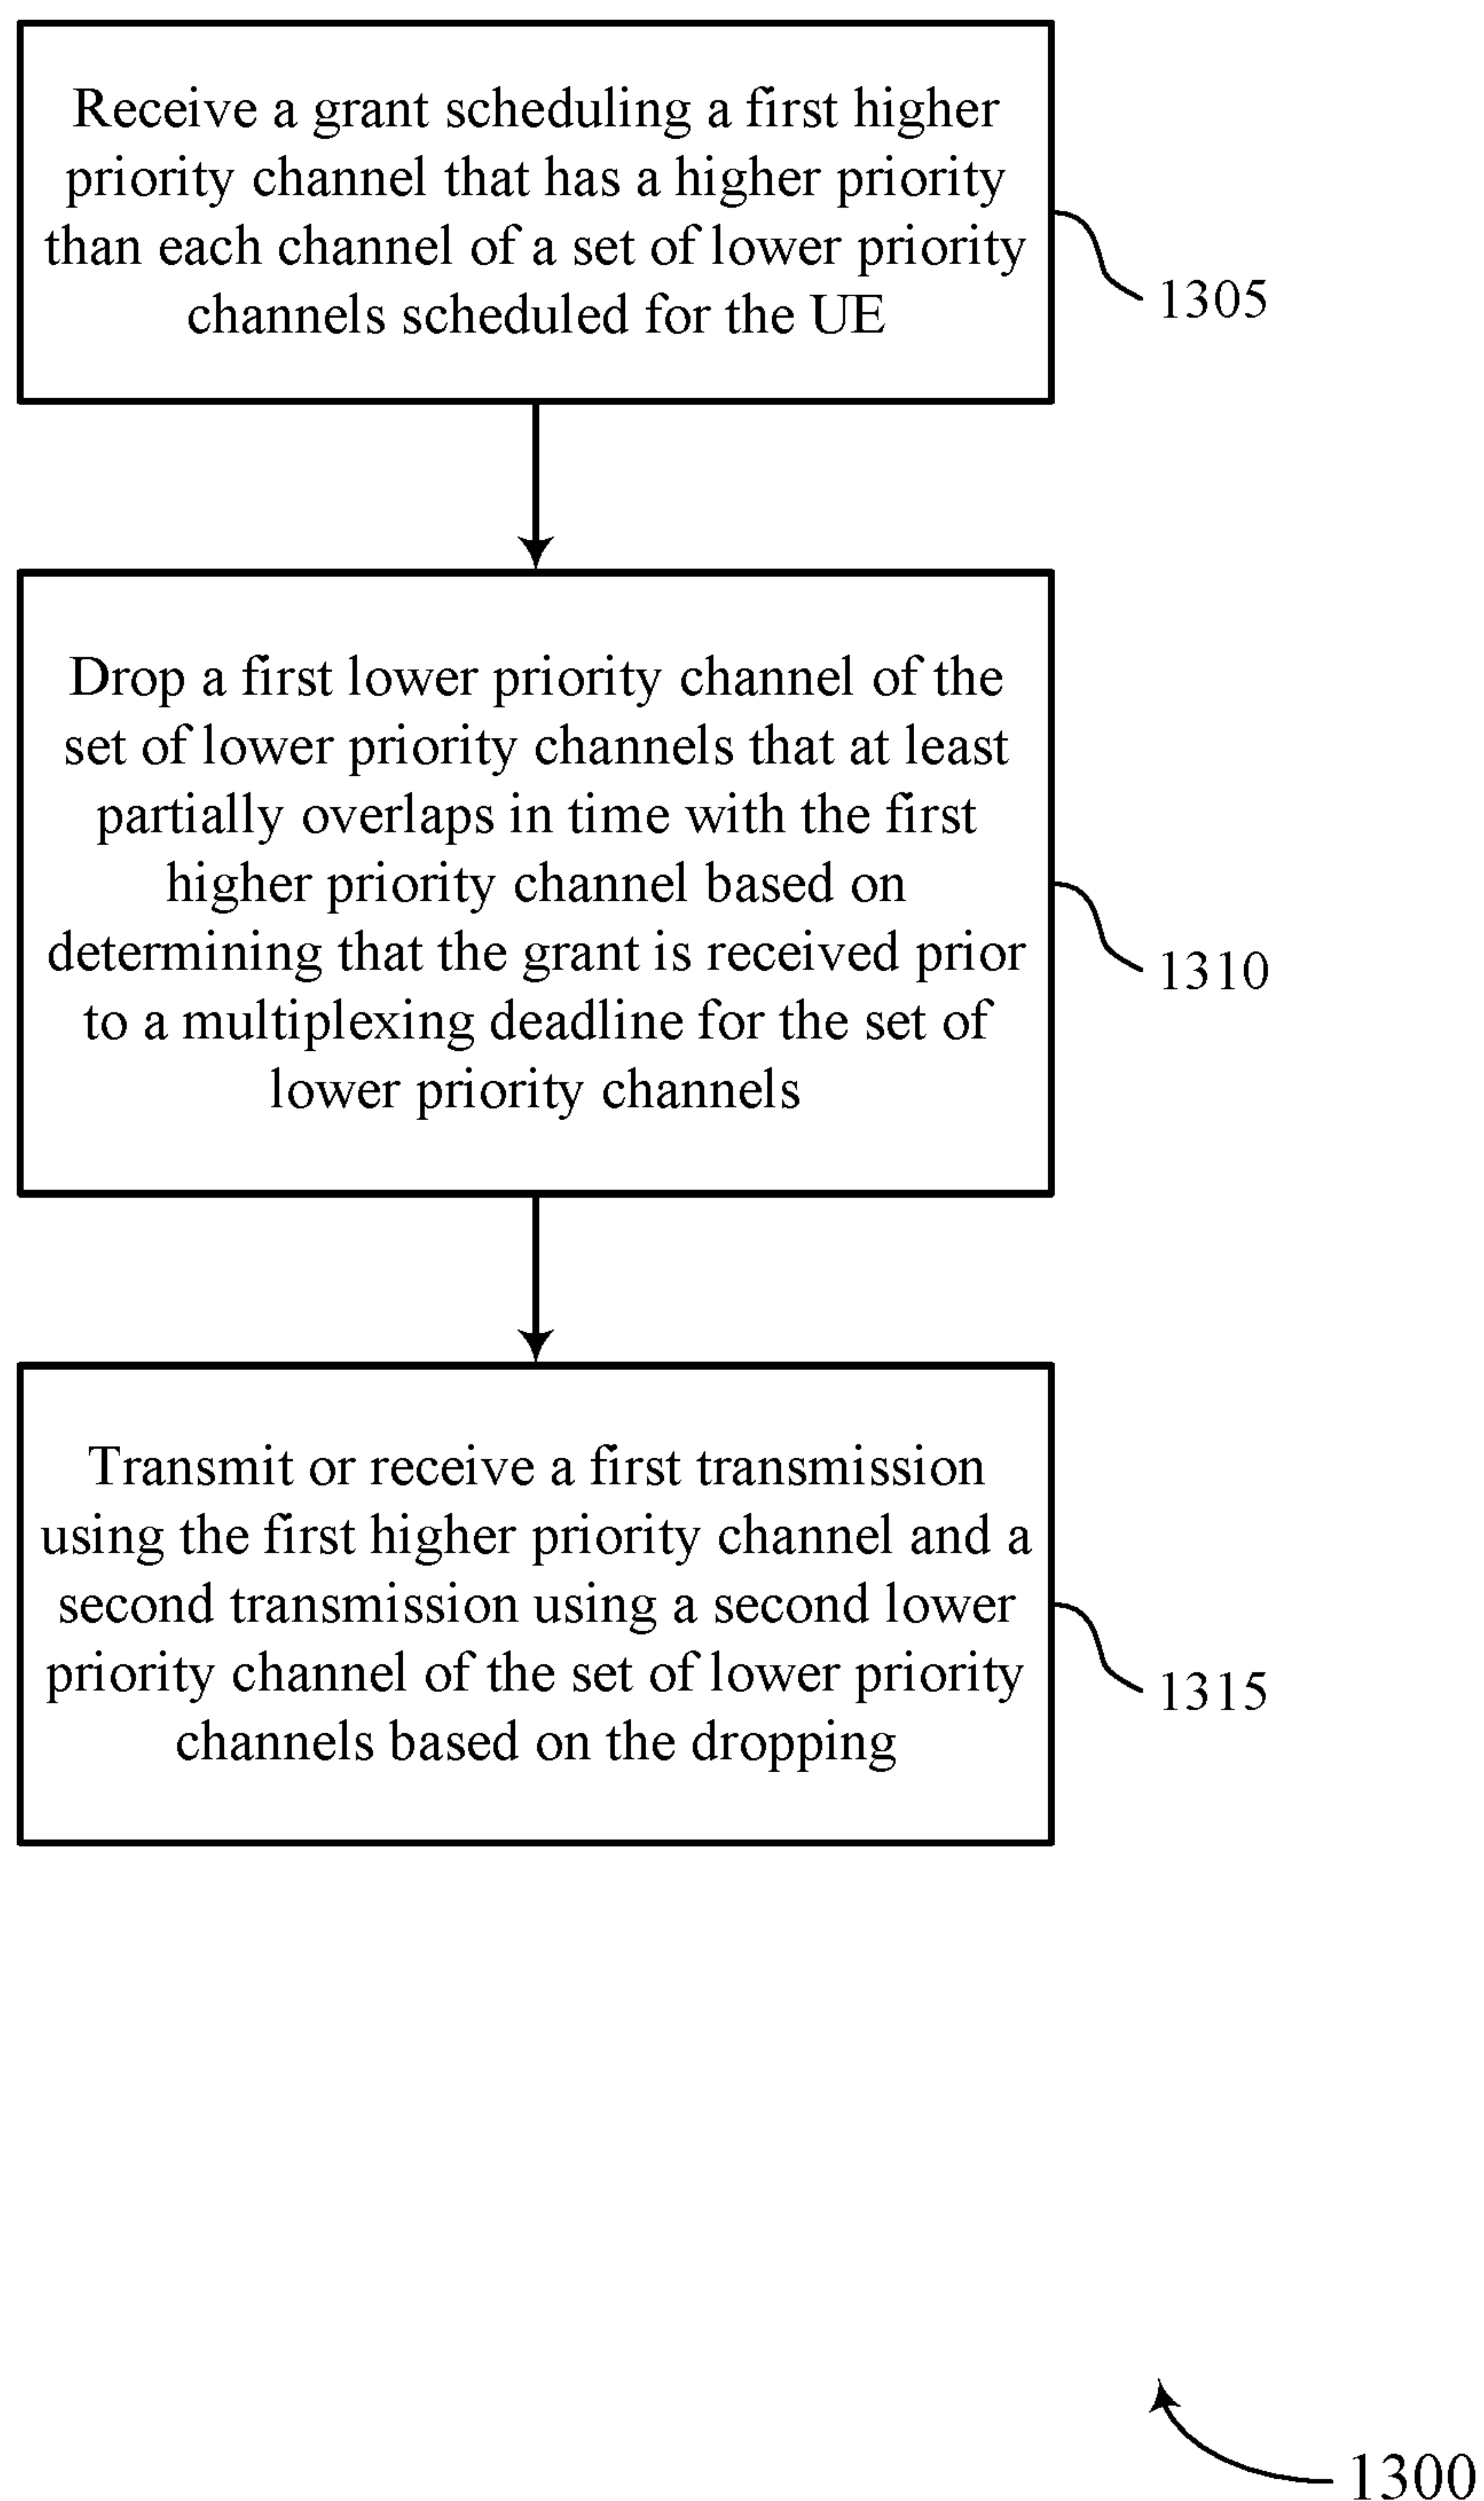 Receive a grant scheduling a first higher
priority channel that has a higher priority
than each channel of a set of lower priority
channels scheduled for the UE
1305
Drop a first lower priority channel of the
set of lower priority channels that at least
partially overlaps in time with the first
higher priority channel based on
determining that the grant is received prior
to a multiplexing deadline for the set of
lower priority channels
1310
Transmit or receive a first transmission
using the first higher priority channel and a
second transmission using a second lower
priority channel of the set of lower priority
channels based on the dropping
1315
1300